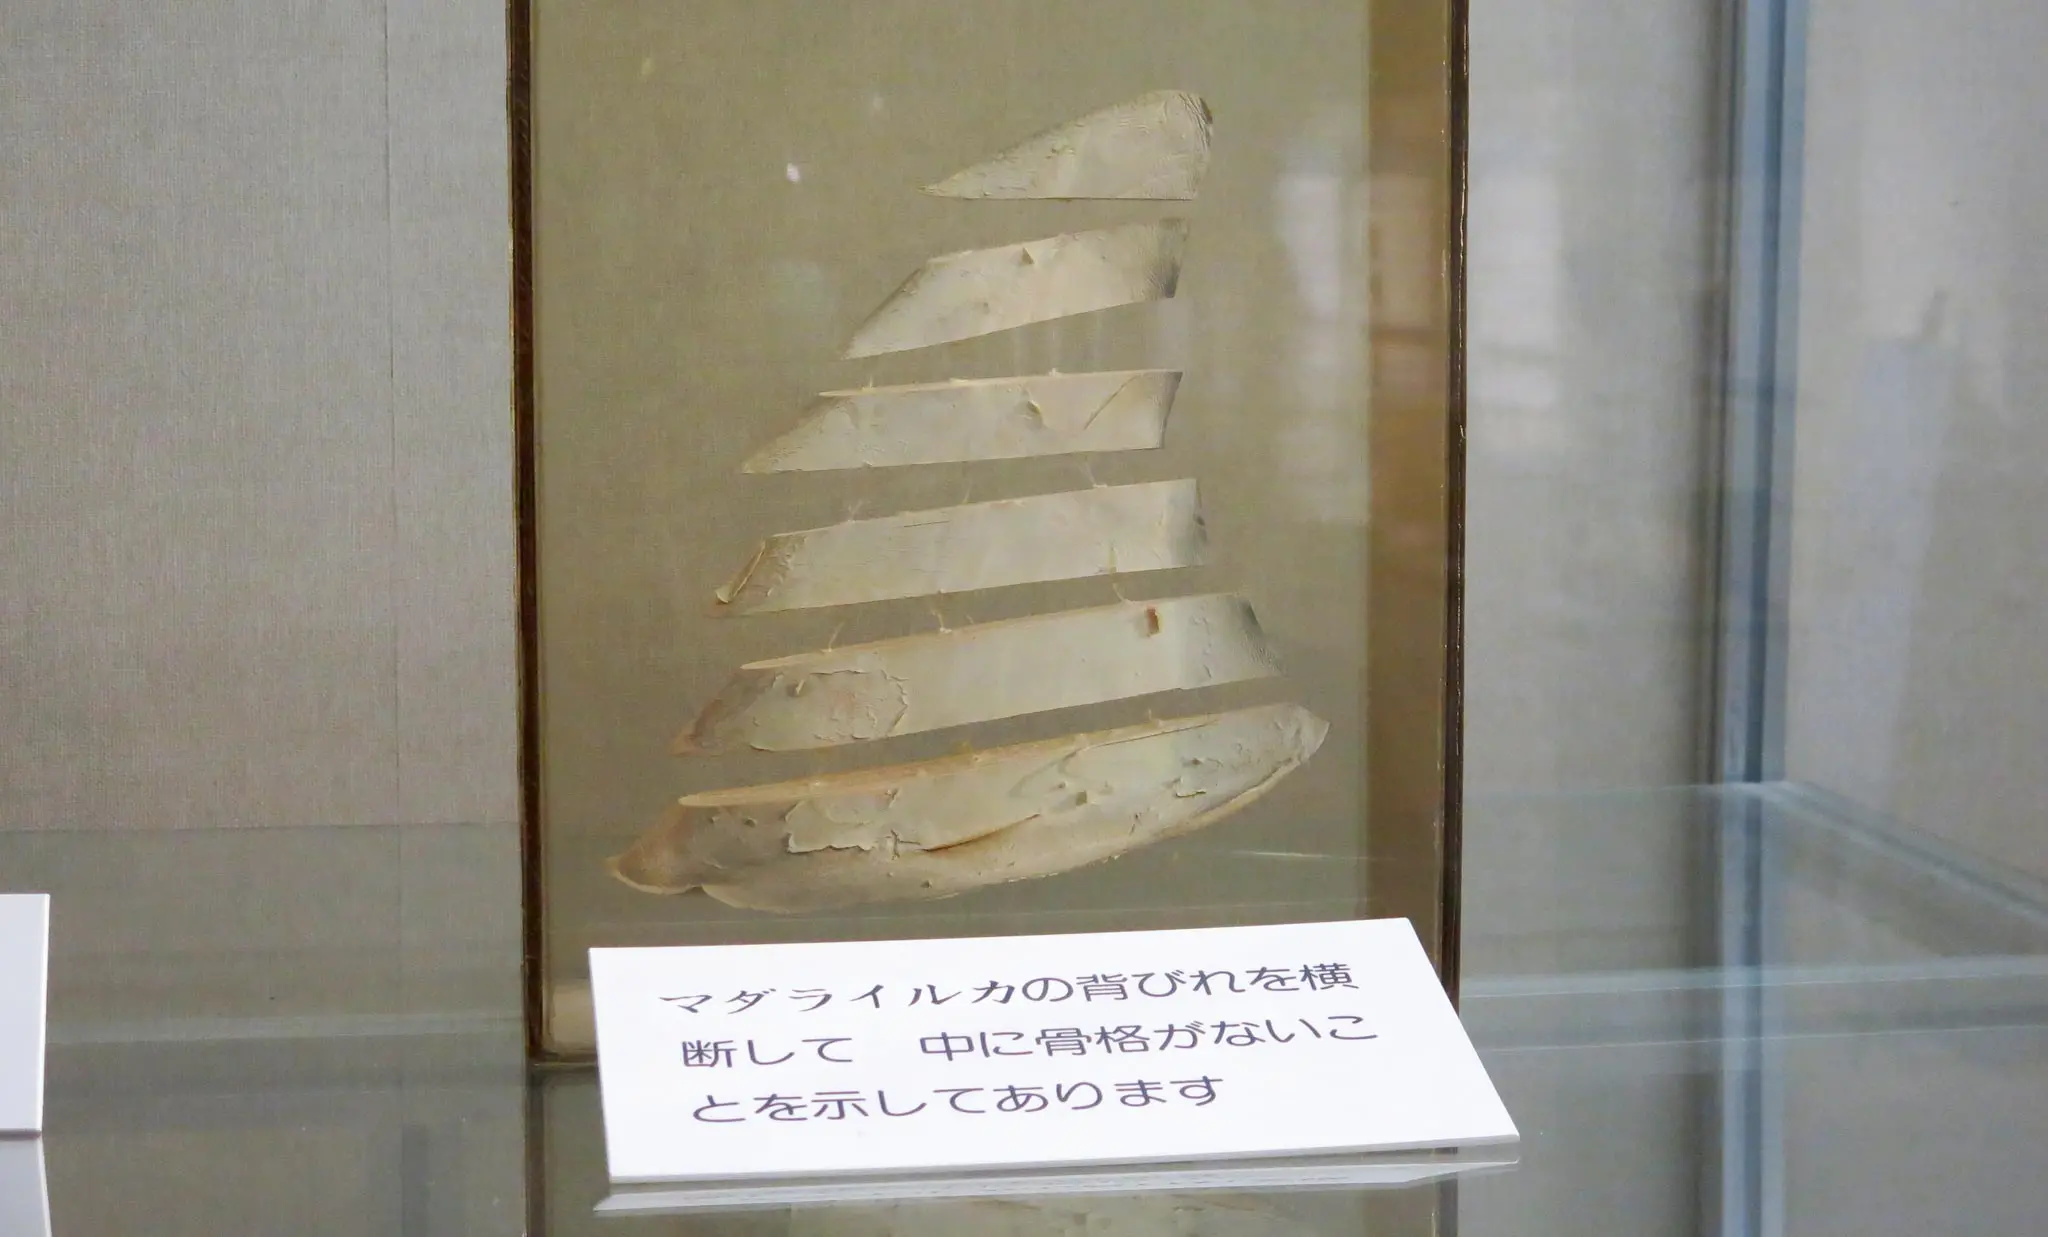 マダライルカの背びれを横
断して　中に骨格がないこ
とを示してあります